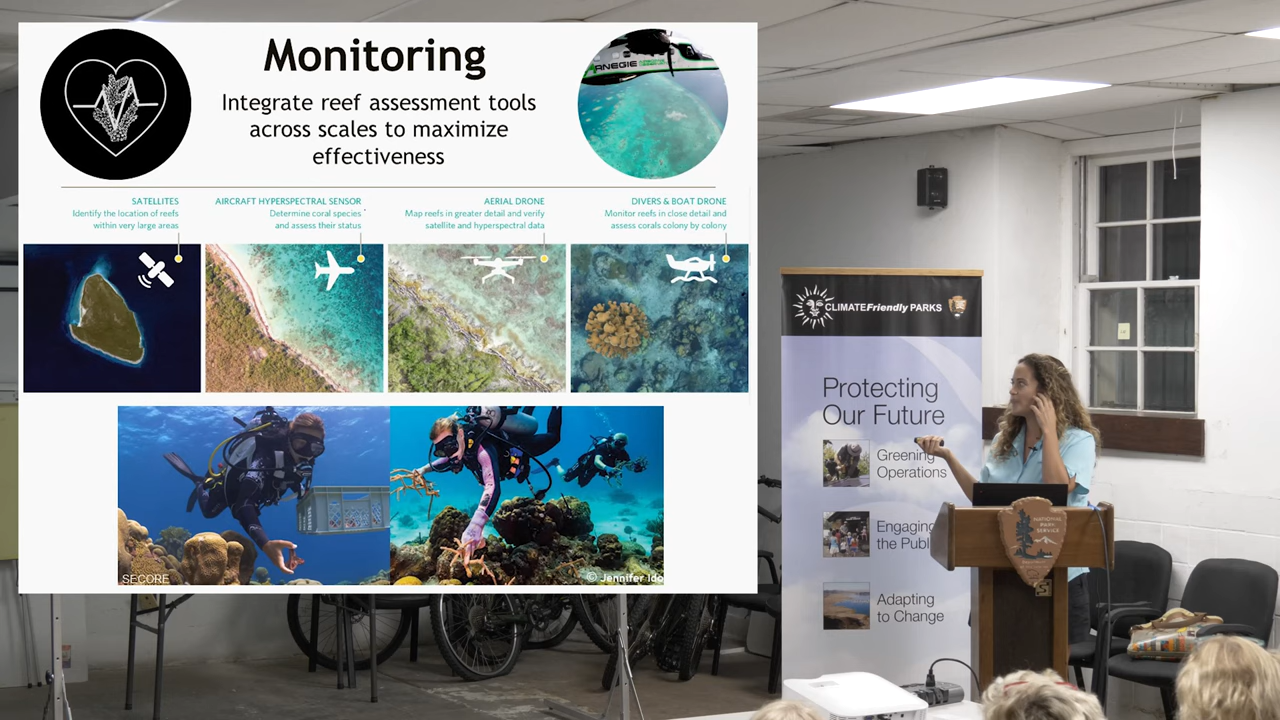 Monitoring
Integrate reef assessment tools
across scales to maximize
effectiveness
SATELLITES
Identify the location of reefs
within very large areas
AIRCRAFT HYPERSPECTRAL SENSOR
Determine coral species
and assess their status
AERIAL DRONE
Map reefs in greater detail and verify
satellite and hyperspectral data
DIVERS & BOAT DRONE
Monitor reefs in close detail and
assess corals colony by colony
SECORE
© Jennifer Ido
CLIMATE Friendly PARKS
Protecting
Our Future
Greening
Operations
Engaging
the Publ
Adapting
to Change
NATIONAL
PARK
SERVICE